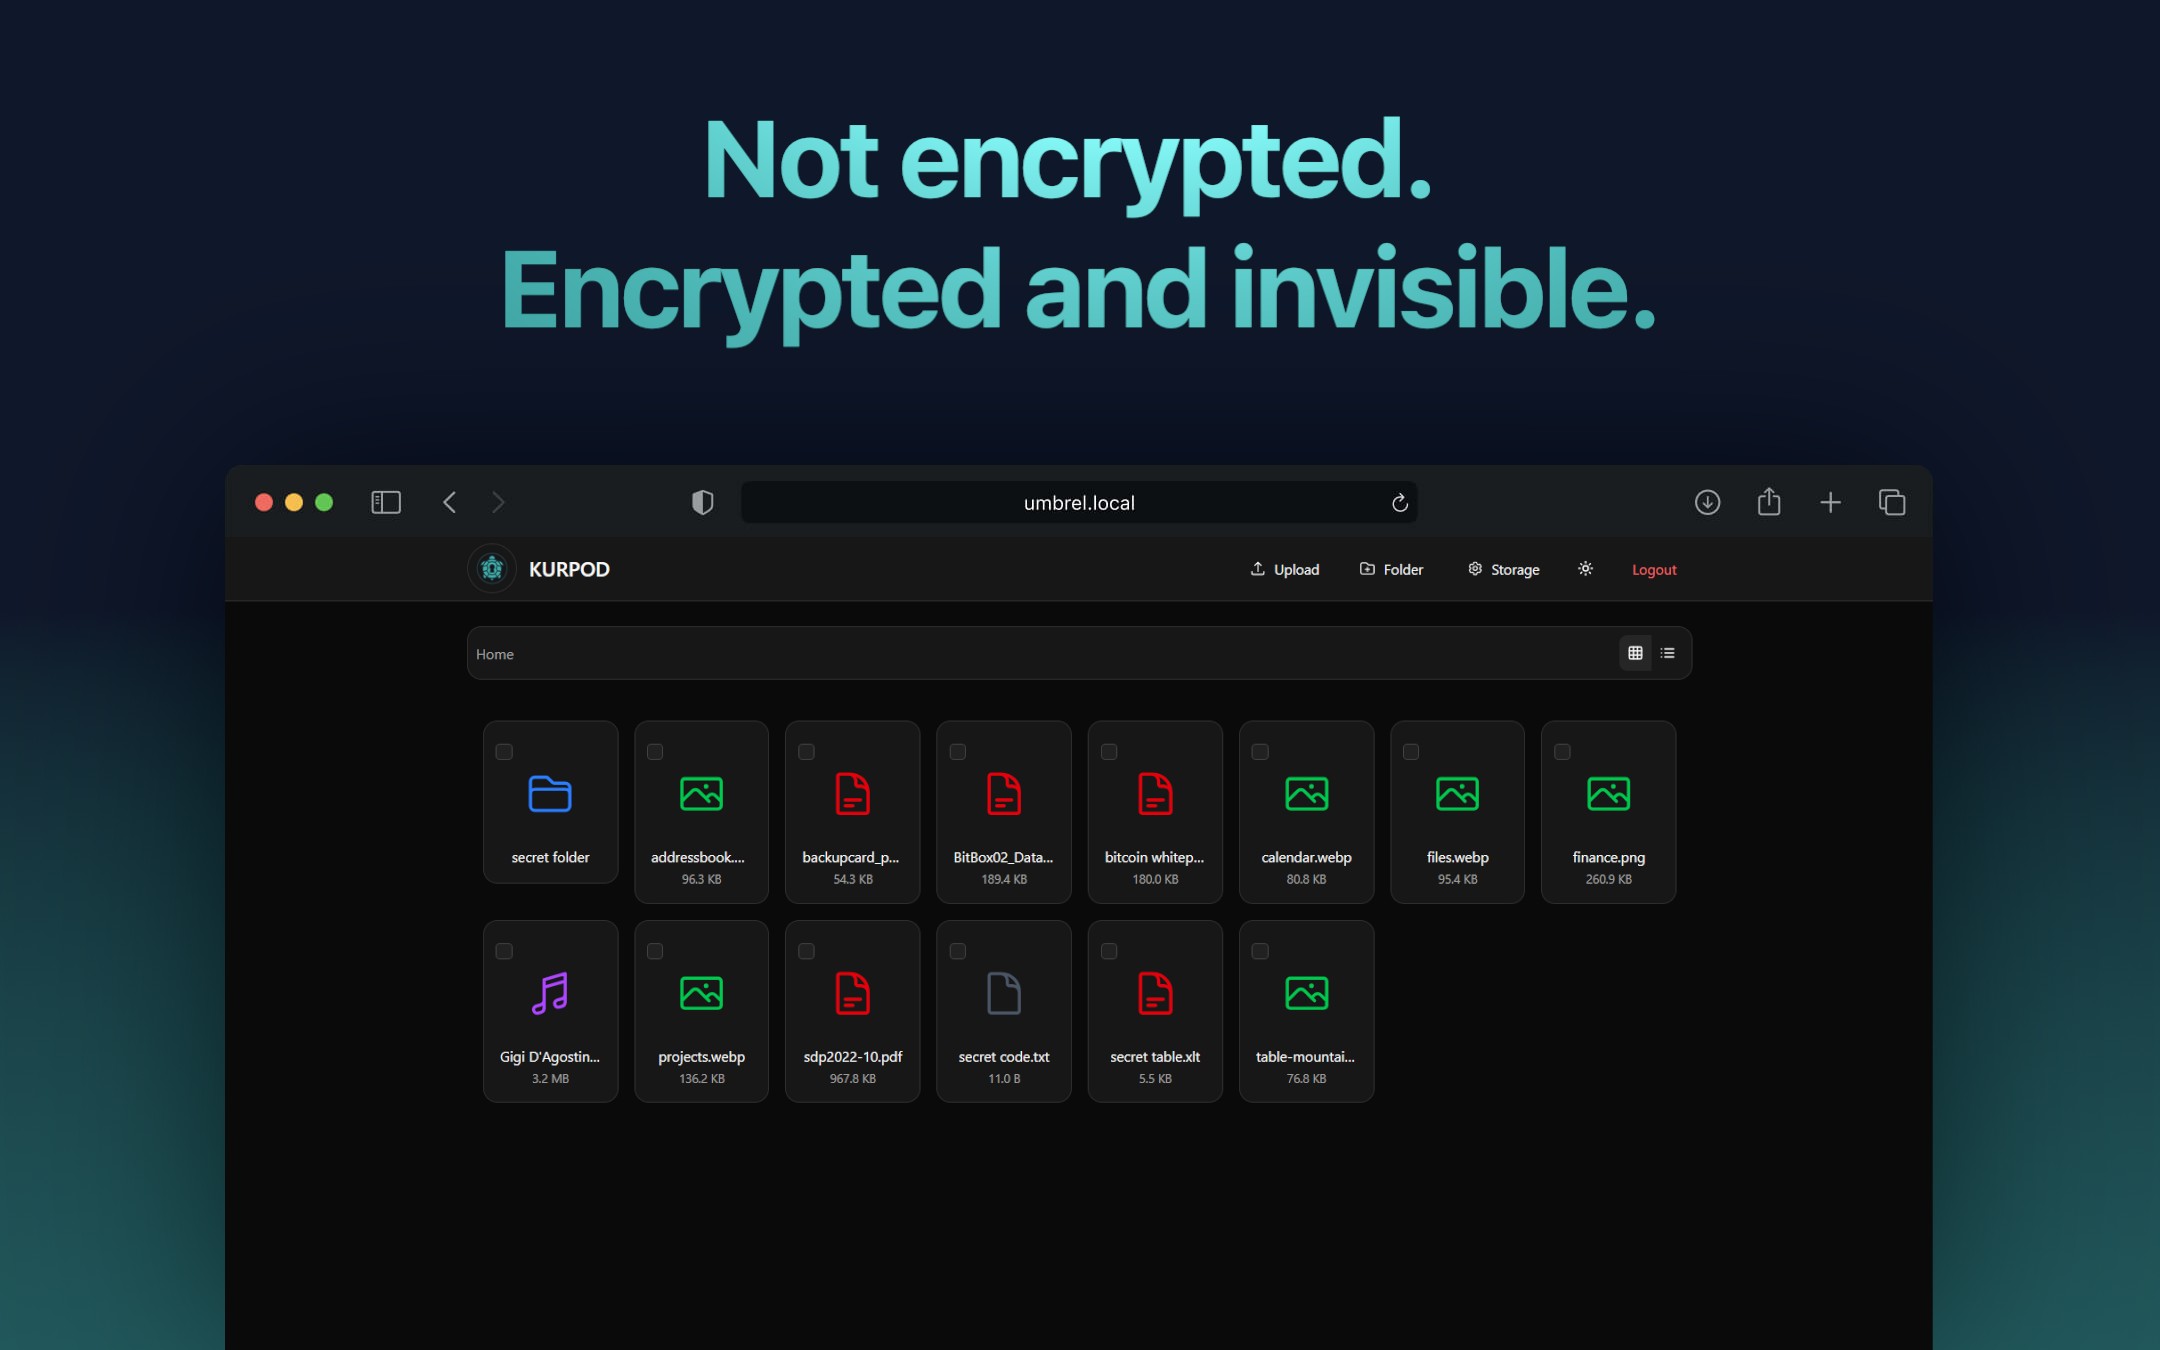 Not encrypted.
Encrypted and invisible.
umbrel.local
KURPOD
Upload
Folder
Storage
Logout
Home
secret folder
addressbook....
96.3 KB
backupcard_p...
54.3 KB
BitBox02_Data...
189.4 KB
bitcoin whitep...
180.0 KB
calendar.webp
80.8 KB
files.webp
95.4 KB
finance.png
260.9 KB
Gigi D'Agostin...
3.2 MB
projects.webp
136.2 KB
sdp2022-10.pdf
967.8 KB
secret code.txt
11.0 B
secret table.xlt
5.5 KB
table-mountai...
76.8 KB